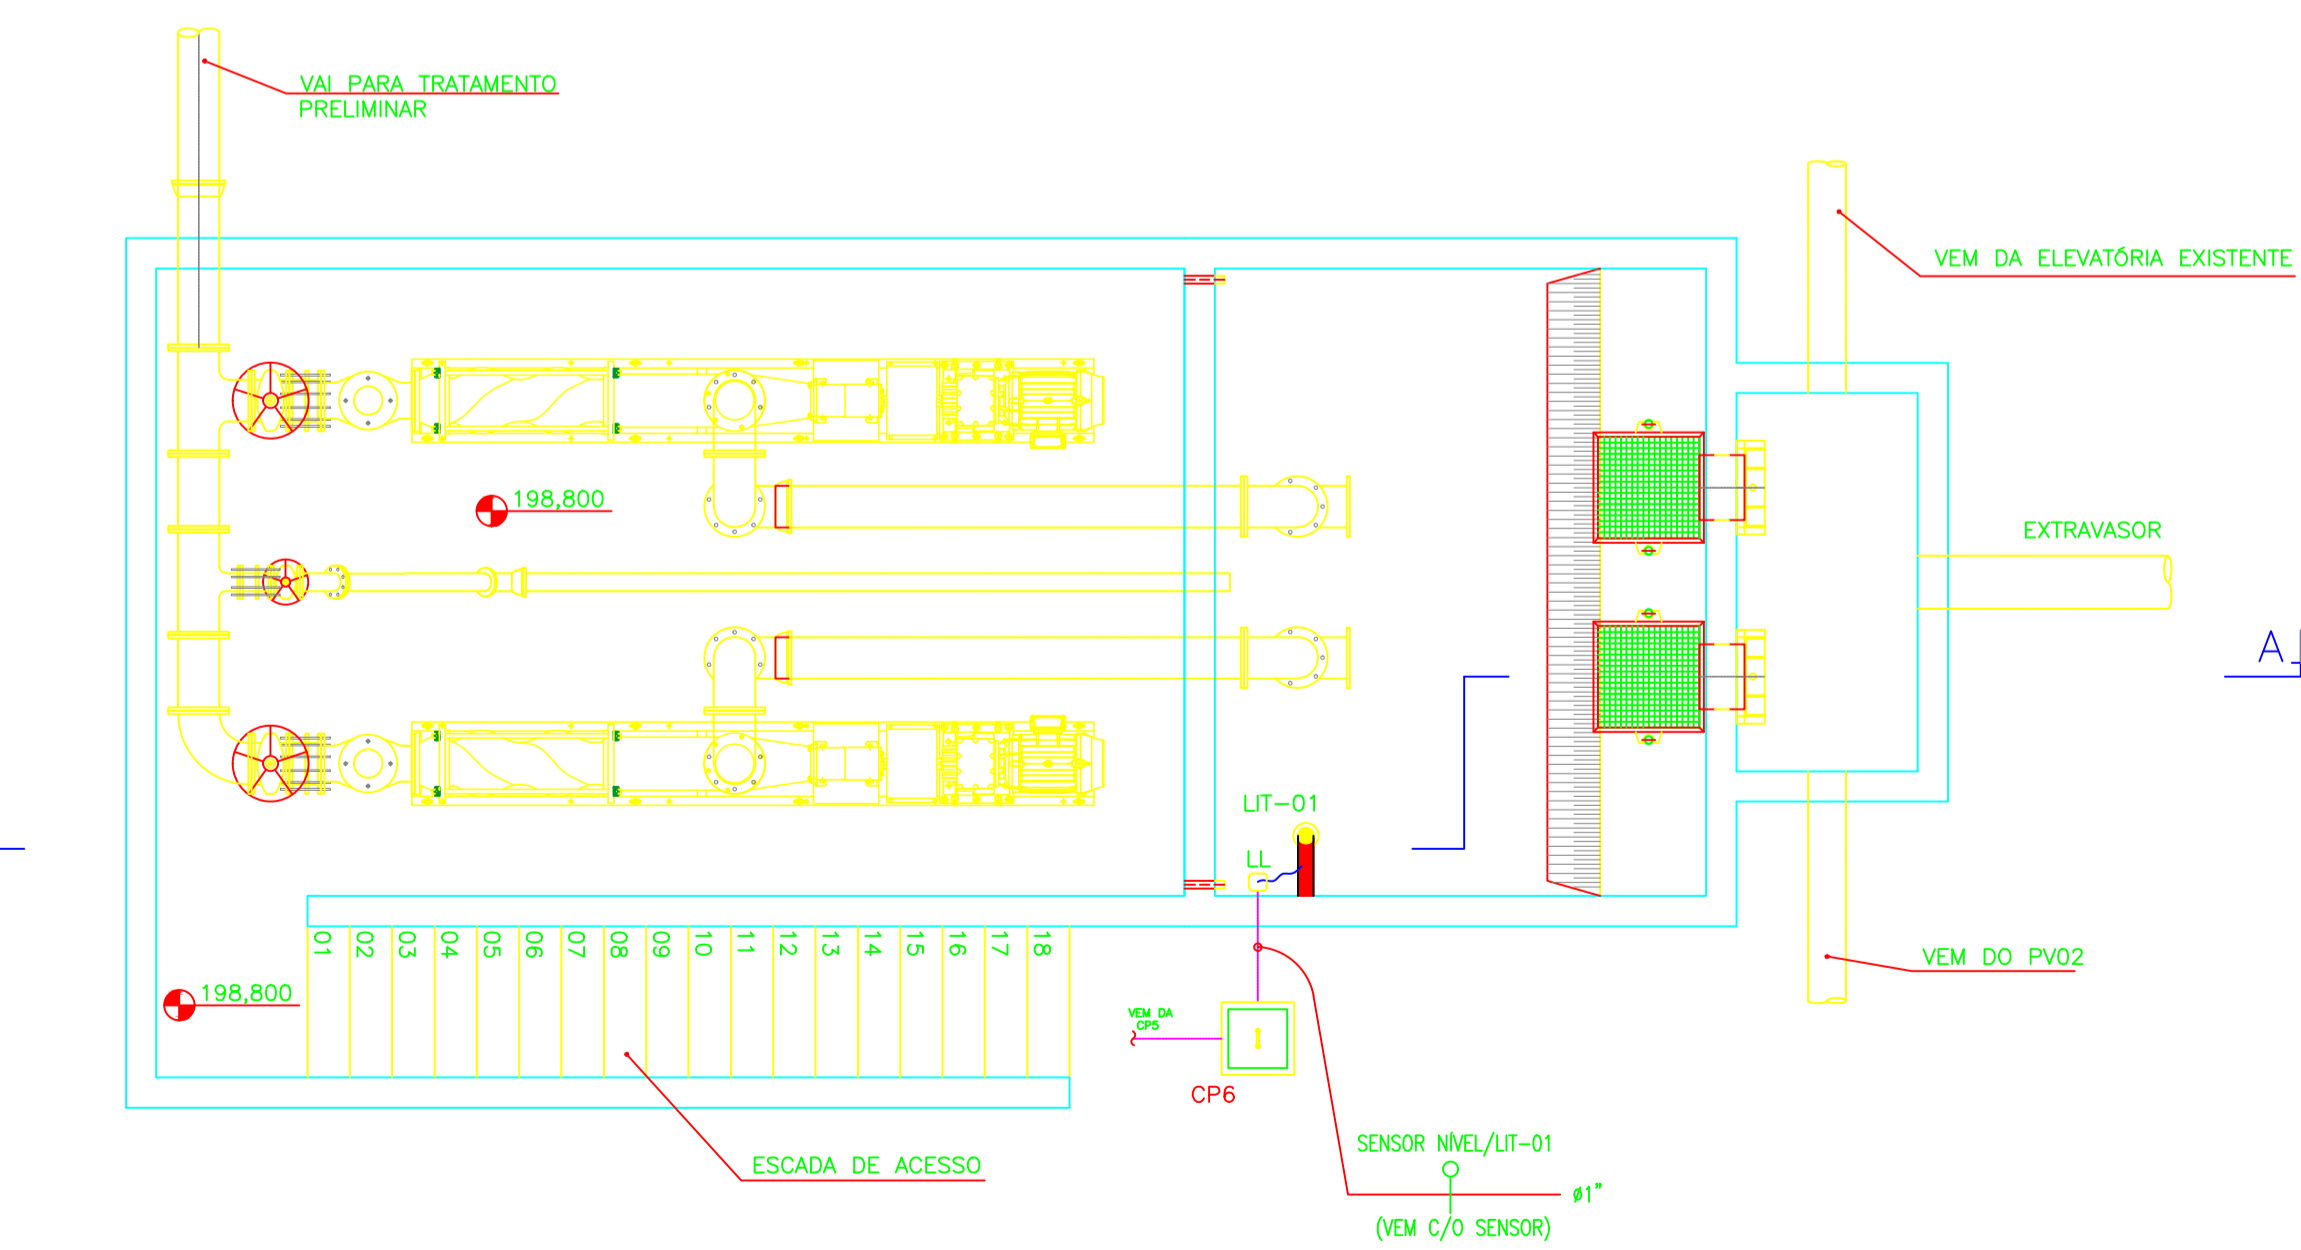 VAI PARA TRATAMENTO
PRELIMINAR
VEM DA ELEVATÓRIA EXISTENTE
198,800
EXTRAVASOR
A
LIT-01
LL
01 02 03 04 05 06 07 08 09 10 11 12 13 14 15 16 17 18
198,800
VEM DO PV02
VEM DA
CP5
CP6
ESCADA DE ACESSO
SENSOR NÍVEL/LIT-01
ø1"
(VEM C/O SENSOR)